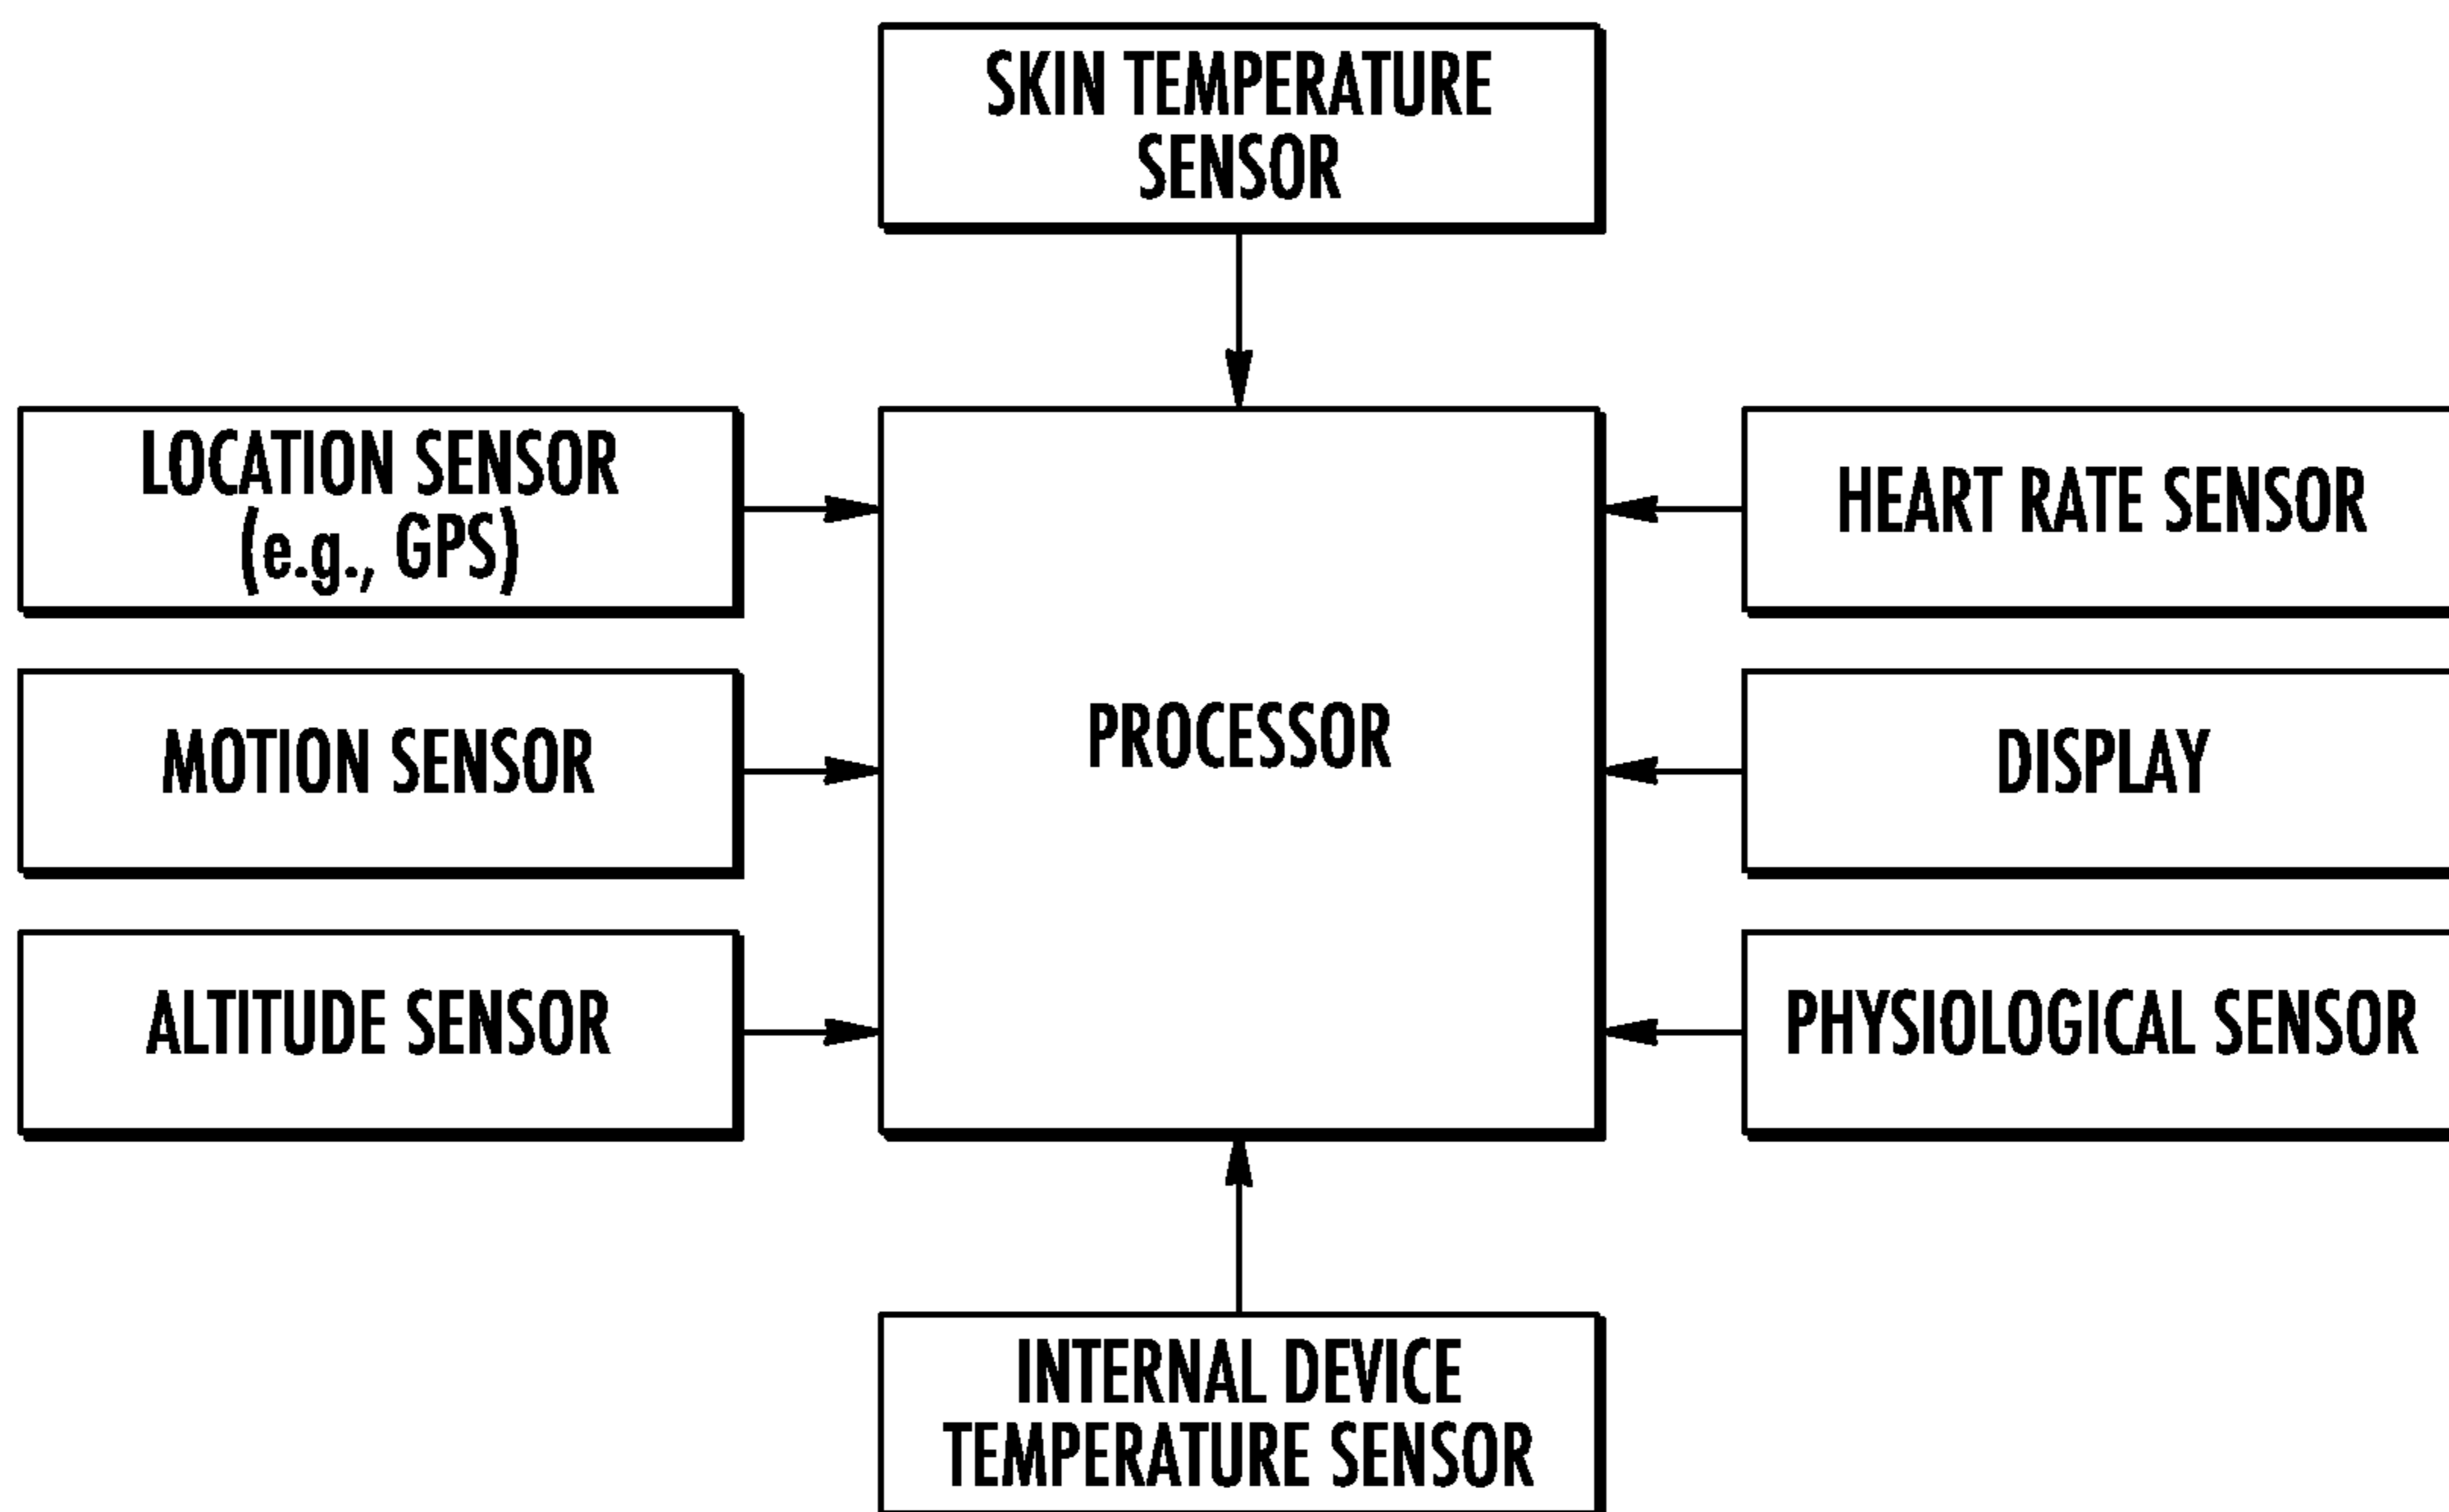 SKIN TEMPERATURE
SENSOR
LOCATION SENSOR
(e.g., GPS)
HEART RATE SENSOR
MOTION SENSOR
PROCESSOR
DISPLAY
ALTITUDE SENSOR
PHYSIOLOGICAL SENSOR
INTERNAL DEVICE
TEMPERATURE SENSOR